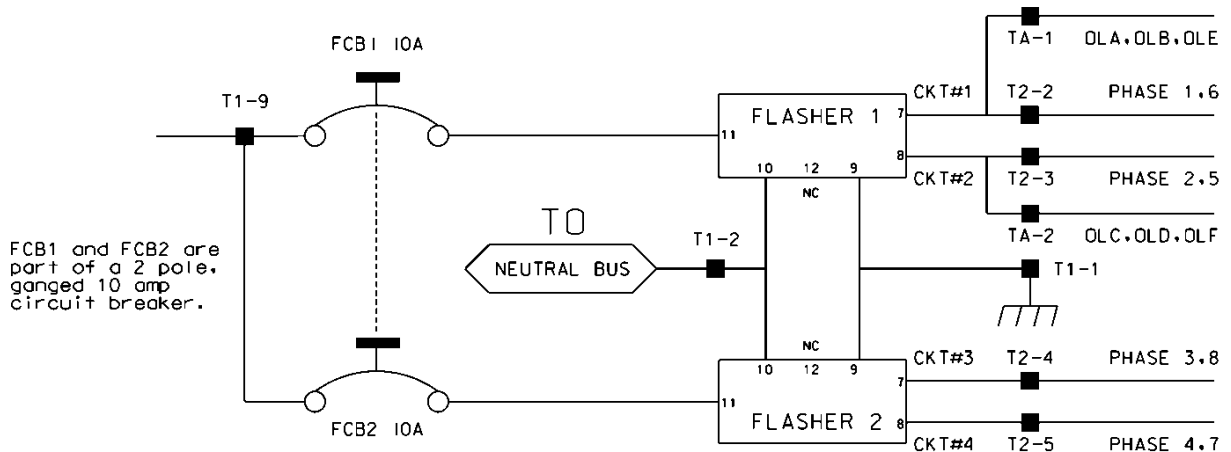 FCB1 10A
T1-9
FCB1 and FCB2 are
part of a 2 pole,
ganged 10 amp
circuit breaker.
FCB2 10A
TO
NEUTRAL BUS
T1-2
11
FLASHER 1
7
8
10 12 9
NC
CKT#1
CKT#2
TA-1 OLA,OLB,OLE
T2-2 PHASE 1,6
T2-3 PHASE 2,5
TA-2 OLC,OLD,OLF
T1-1
NC
10 12 9
11
FLASHER 2
7
8
CKT#3 T2-4 PHASE 3,8
CKT#4 T2-5 PHASE 4,7